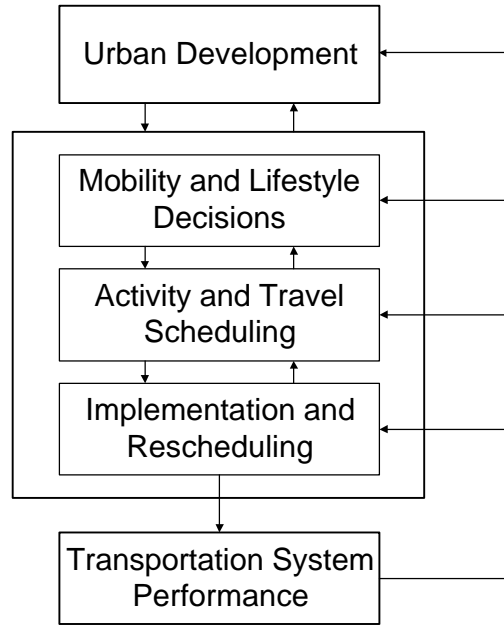 Urban Development
Mobility and Lifestyle
Decisions
Activity and Travel
Scheduling
Implementation and
Rescheduling
Transportation System
Performance